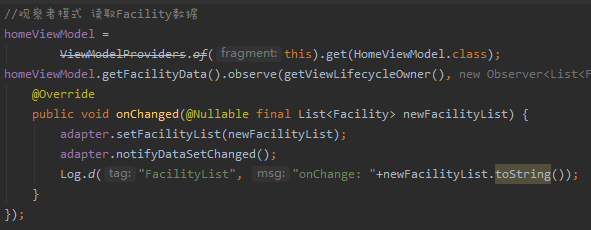 //观察者模式 读取Facility数据
homeViewModel =
ViewModelProviders.of( fragment: this).get(HomeViewModel.class);
homeViewModel.getFacilityData().observe(getViewLifecycleOwner(), new Observer<List<F
@Override
public void onChanged(@Nullable final List<Facility> newFacilityList) {
adapter.setFacilityList(newFacilityList);
adapter.notifyDataSetChanged();
Log.d( tag: "FacilityList", msg: "onChange: "+newFacilityList.toString());
}
});